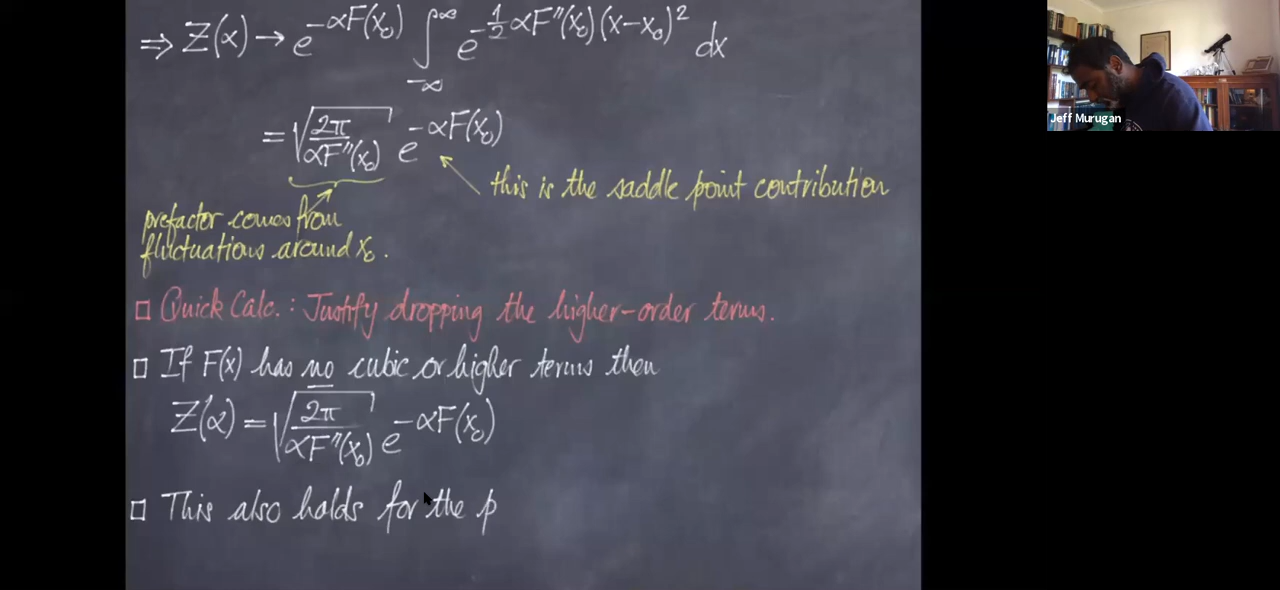 ⇒ Z(α) → e^{-αF(x₀)} ∫_{-∞}^{∞} e^{-½αF″(x₀)(x-x₀)²} dx
= √(2π/αF″(x₀)) e^{-αF(x₀)}
this is the saddle point contribution
prefactor comes from
fluctuations around x₀.
□ Quick Calc.: Justify dropping the higher-order terms.
□ If F(x) has no cubic or higher terms then
Z(α) = √(2π/αF″(x₀)) e^{-αF(x₀)}
□ This also holds for the p
Jeff Murugan